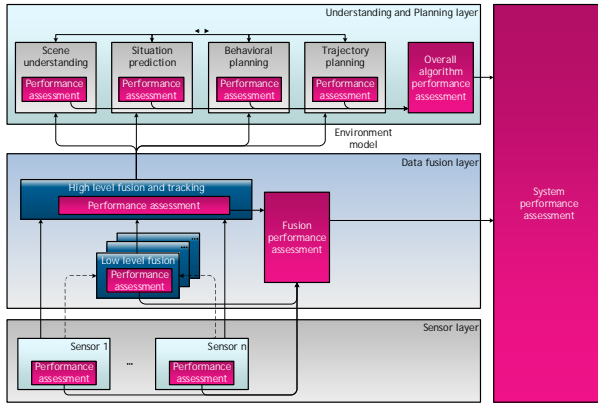 Understanding and Planning layer
Scene
understanding
Performance
assessment
Situation
prediction
Performance
assessment
Behavioral
planning
Performance
assessment
Trajectory
planning
Performance
assessment
Overall
algorithm
performance
assessment
Environment
model
Data fusion layer
High level fusion and tracking
Performance assessment
...
...
Low level fusion
Performance
assessment
Fusion
performance
assessment
System
performance
assessment
Sensor layer
Sensor 1
Performance
assessment
...
Sensor n
Performance
assessment